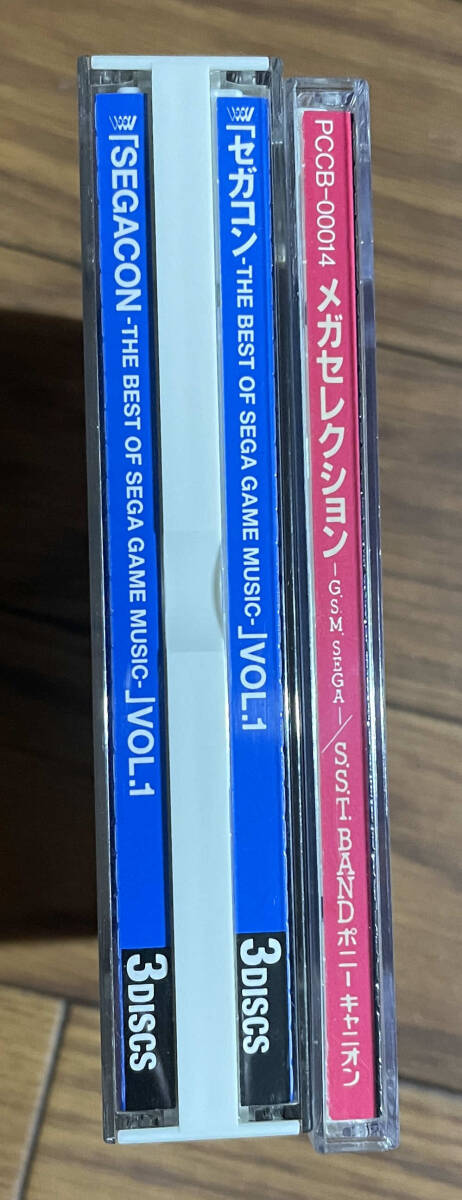 「SEGACON -THE BEST OF SEGA GAME MUSIC-」VOL.1
3DISCS
「セガコン -THE BEST OF SEGA GAME MUSIC-」VOL.1
3DISCS
PCCB-00014 メガセレクション —G.S.M. SEGA—/S.S.T. BAND ポニーキャニオン